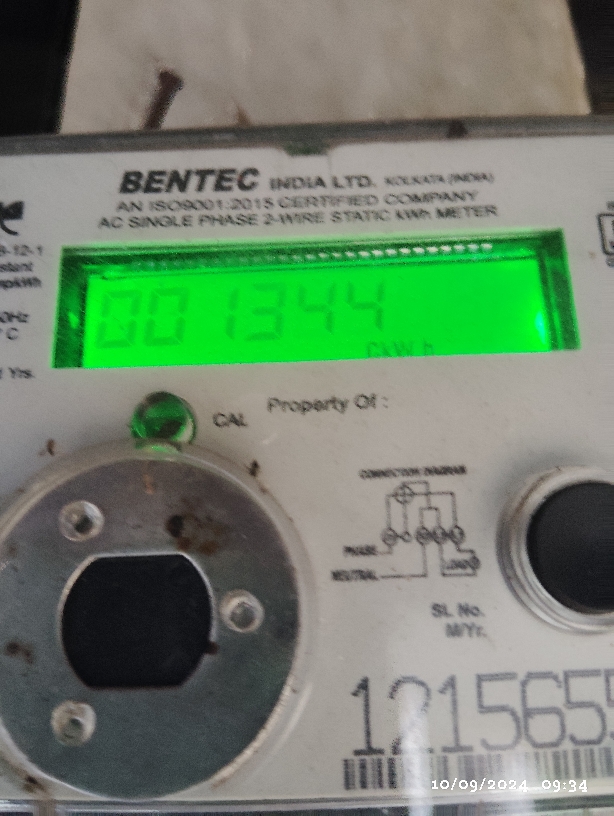 BENTEC INDIA LTD. KOLKATA (INDIA)
AN ISO9001:2015 CERTIFIED COMPANY
AC SINGLE PHASE 2-WIRE STATIC kWh METER
001344
kWh
CAL
Property Of :
CONNECTION DIAGRAM
PHASE
NEUTRAL
LOAD
SL. No.
M/Yr.
121565
10/09/2024 09:34